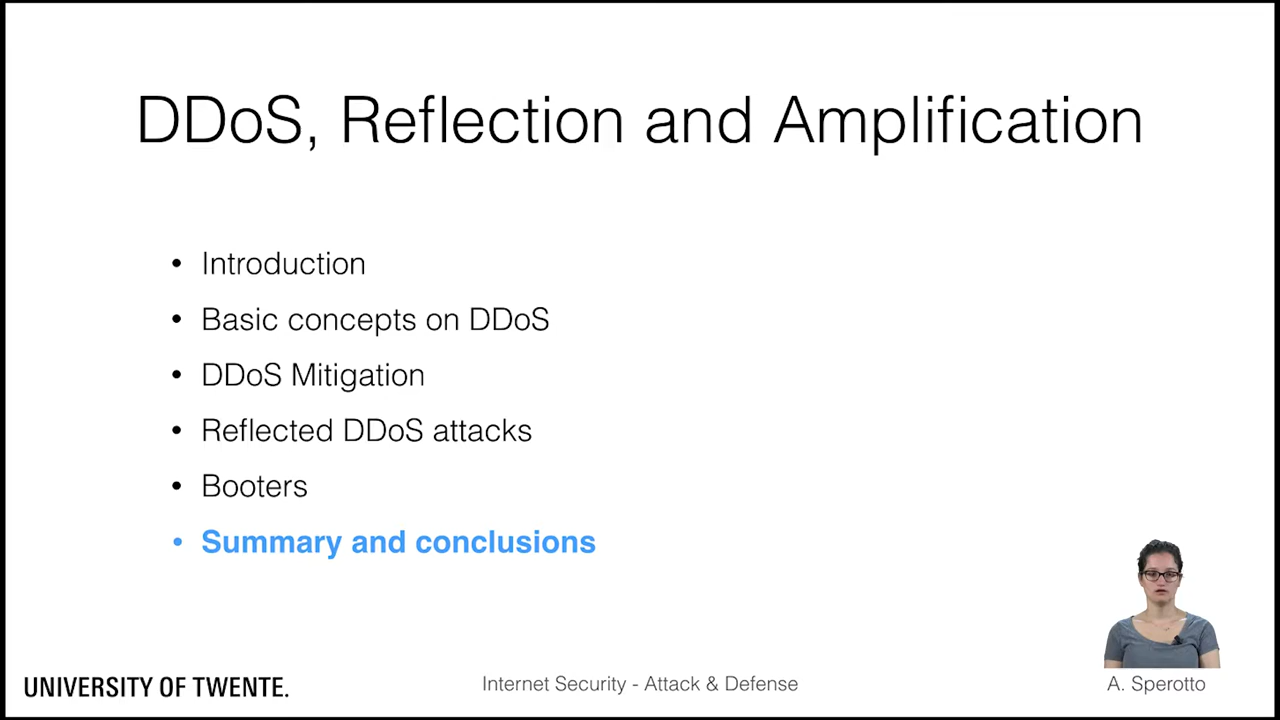 DDoS, Reflection and Amplification
• Introduction
• Basic concepts on DDoS
• DDoS Mitigation
• Reflected DDoS attacks
• Booters
• Summary and conclusions
UNIVERSITY OF TWENTE.
Internet Security - Attack & Defense
A. Sperotto